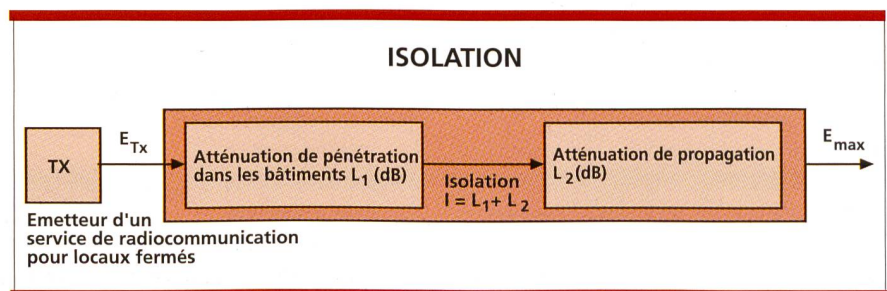 ISOLATION
TX
E Tx
Atténuation de pénétration
dans les bâtiments L1 (dB)
Isolation
I = L1+ L2
Atténuation de propagation
L2(dB)
Emax
Emetteur d'un
service de radiocommunication
pour locaux fermés